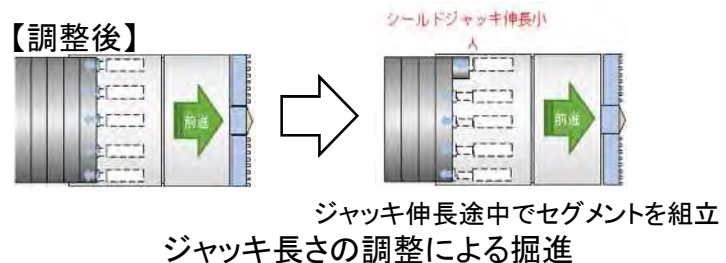 シールドジャッキ伸長小
【調整後】
前進
前進
ジャッキ伸長途中でセグメントを組立
ジャッキ長さの調整による掘進